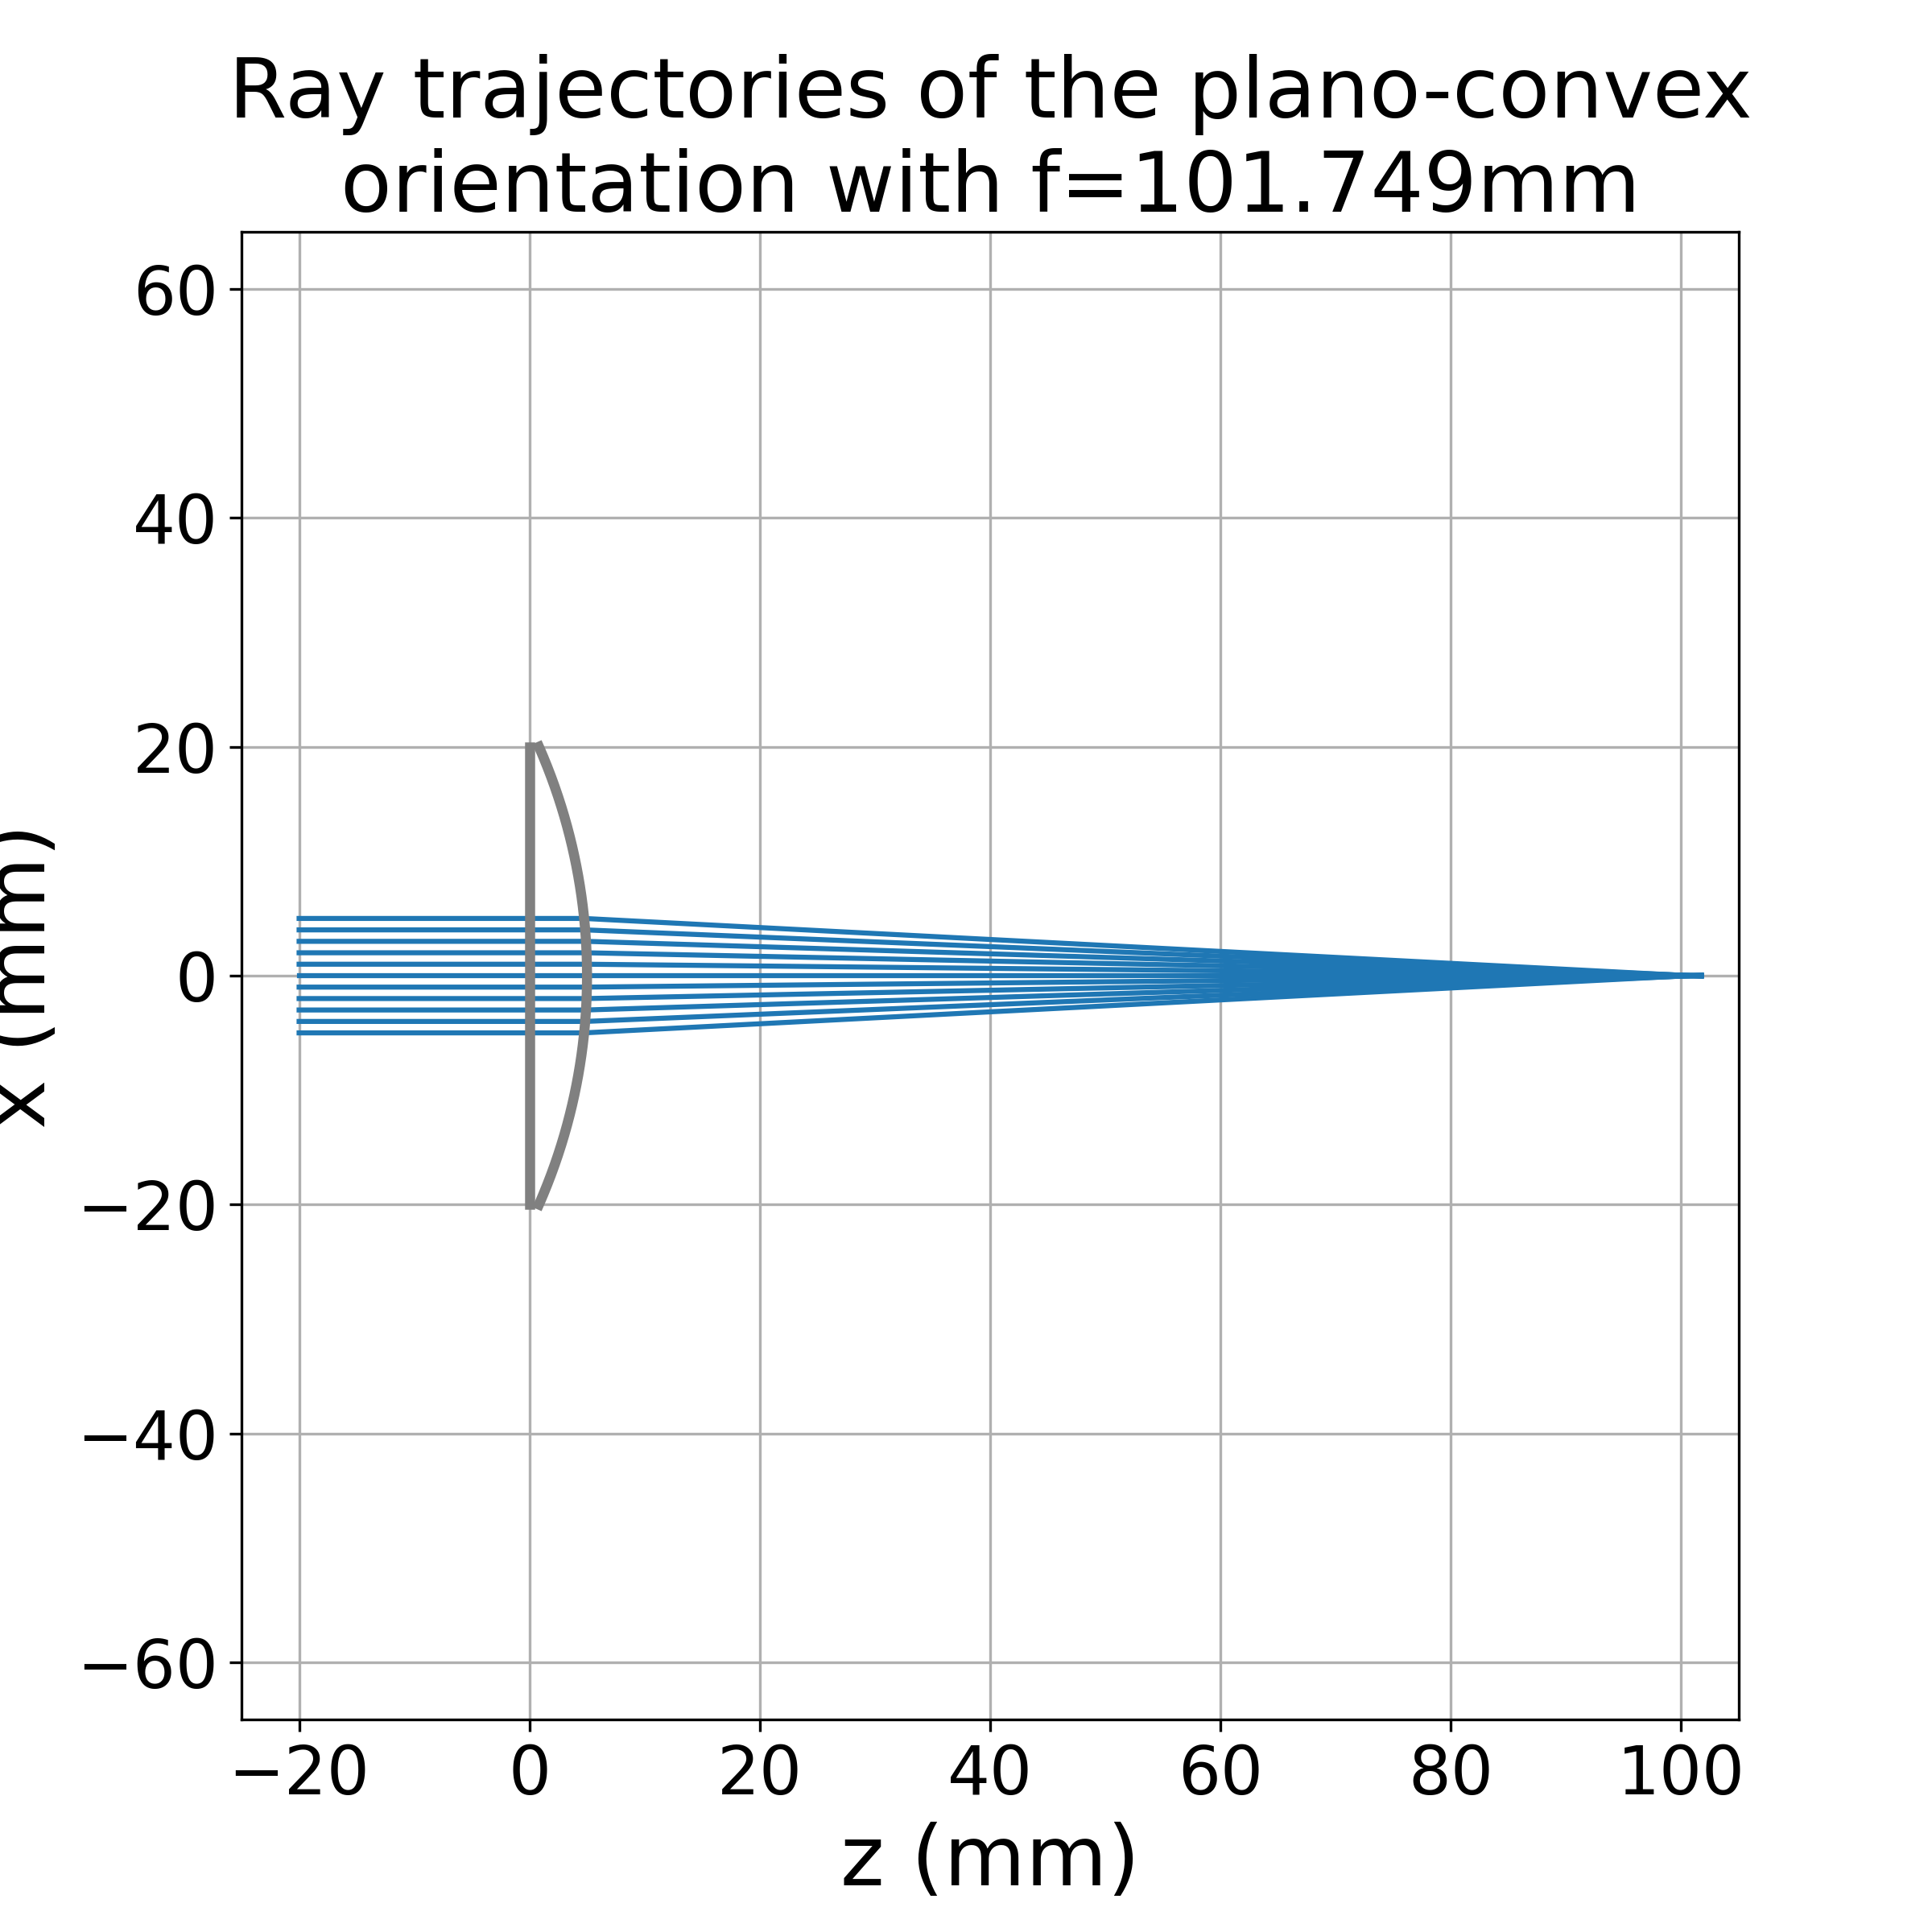 Ray trajectories of the plano-convex
orientation with f=101.749mm
60
40
20
0
−20
−40
−60
x (mm)
−20 0 20 40 60 80 100
z (mm)